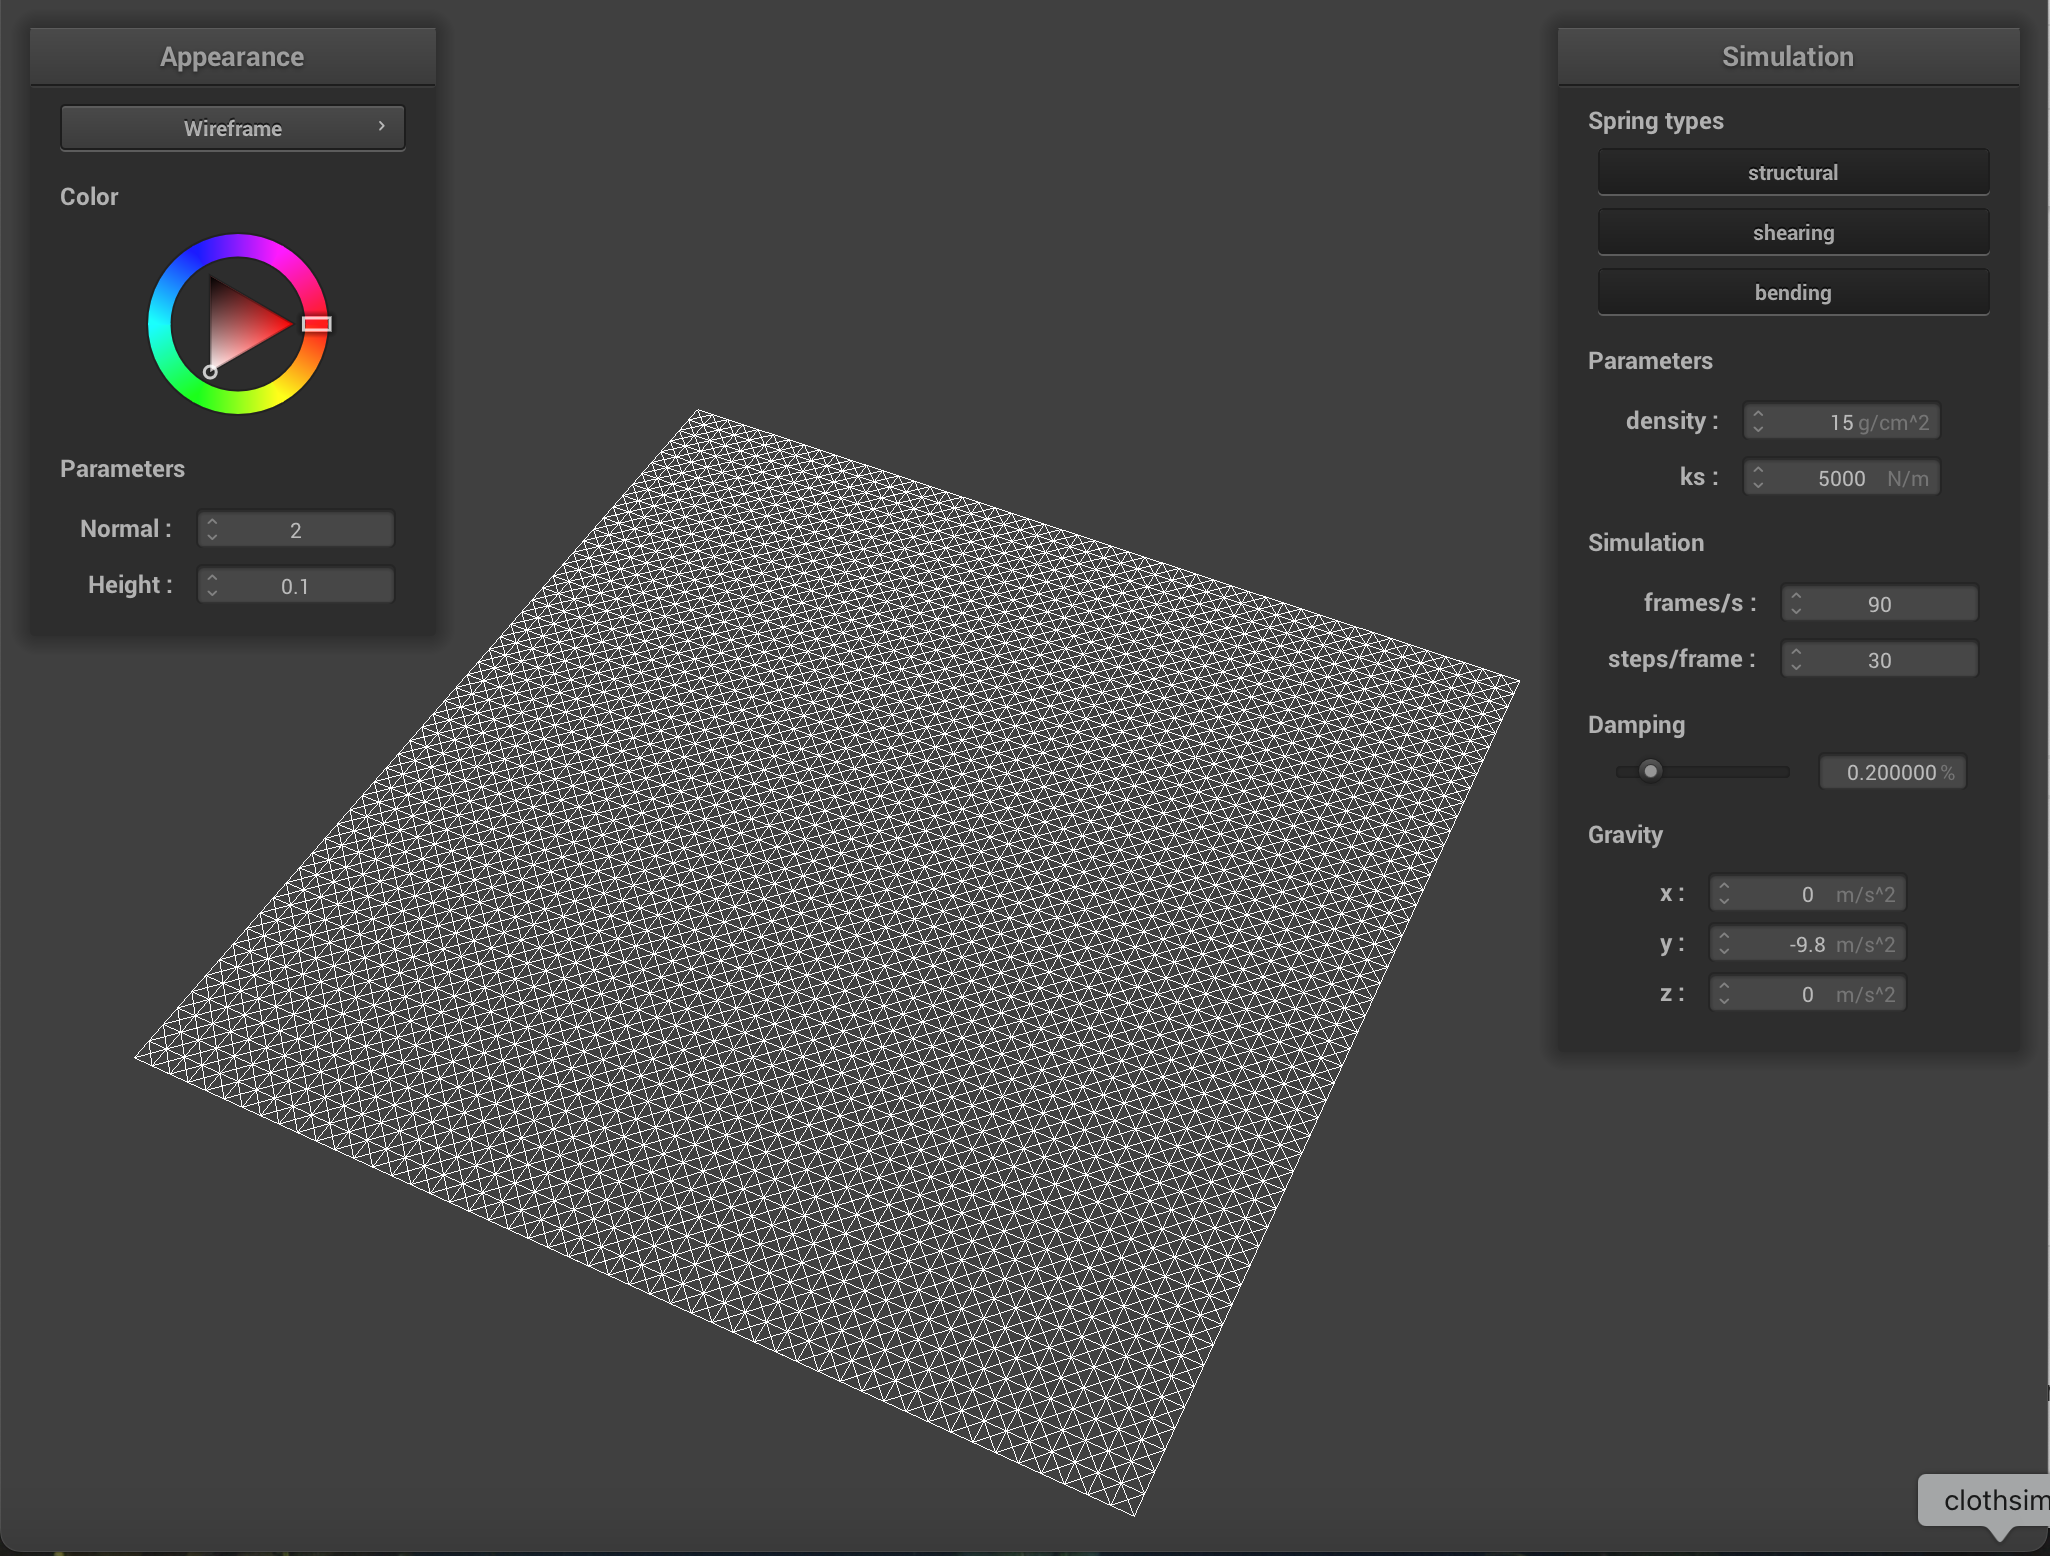 Appearance
Wireframe
Color
Parameters
Normal : 2
Height : 0.1
Simulation
Spring types
structural
shearing
bending
Parameters
density : 15 g/cm^2
ks : 5000 N/m
Simulation
frames/s : 90
steps/frame : 30
Damping
0.200000 %
Gravity
x : 0 m/s^2
y : -9.8 m/s^2
z : 0 m/s^2
clothsim